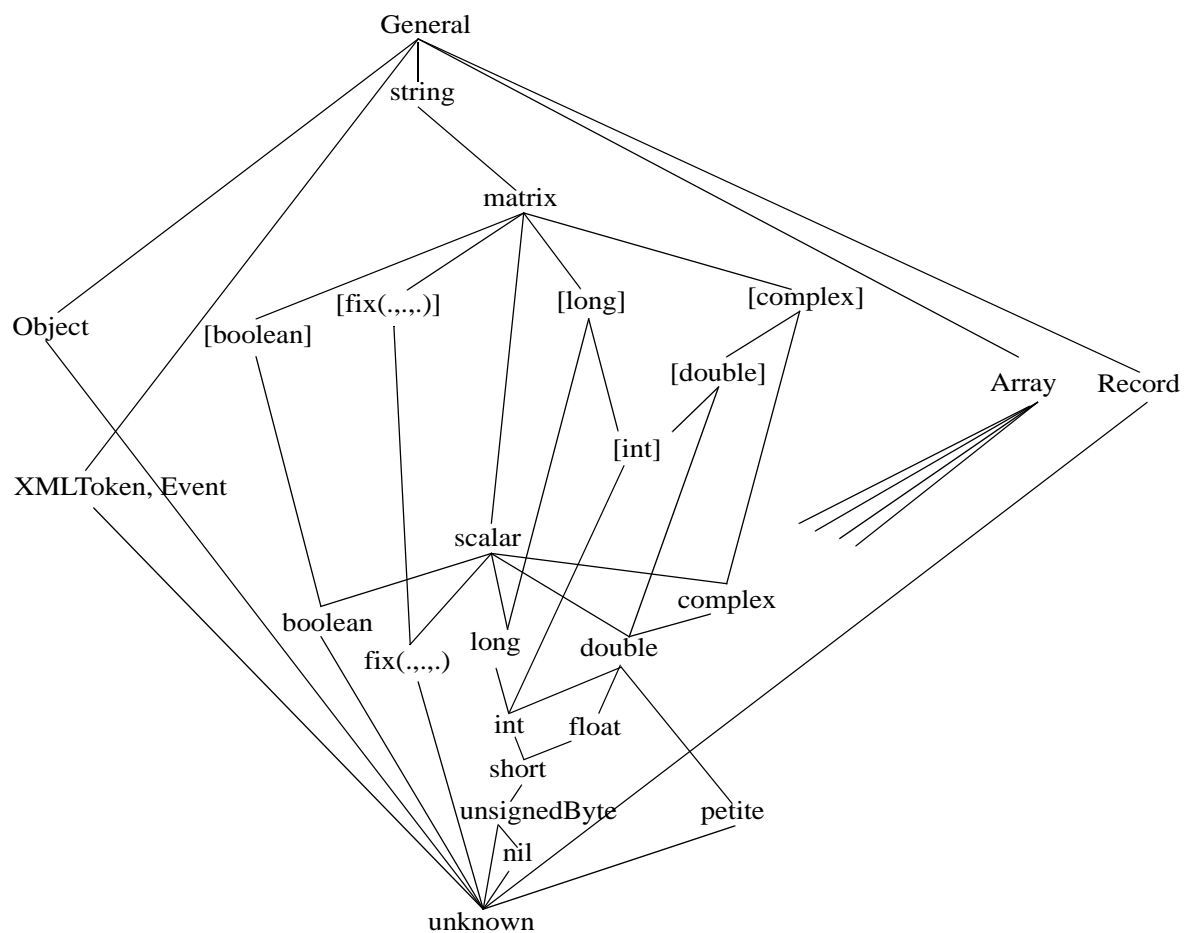 General
string
matrix
[complex]
[fix(.,.,.)]
[long]
Object
[boolean]
[double]
Array
Record
[int]
XMLToken, Event
scalar
complex
boolean
long
double
fix(.,.,.)
int
float
short
unsignedByte
petite
nil
unknown